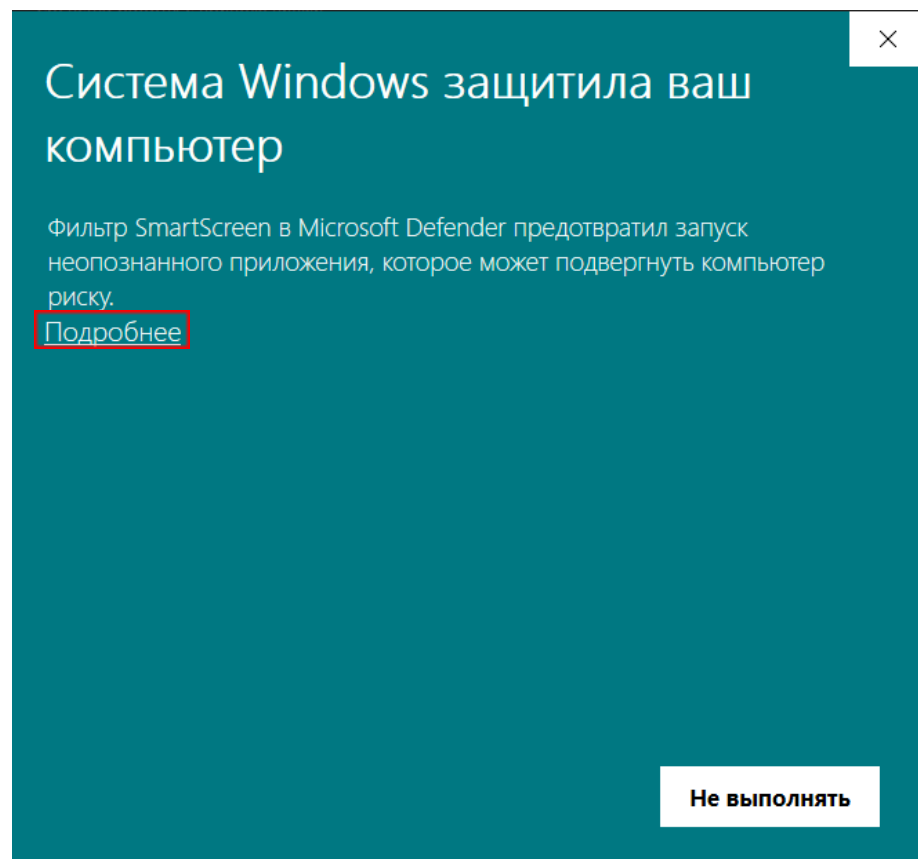 Система Windows защитила ваш
компьютер
Фильтр SmartScreen в Microsoft Defender предотвратил запуск
неопознанного приложения, которое может подвергнуть компьютер
риску.
Подробнее
Не выполнять